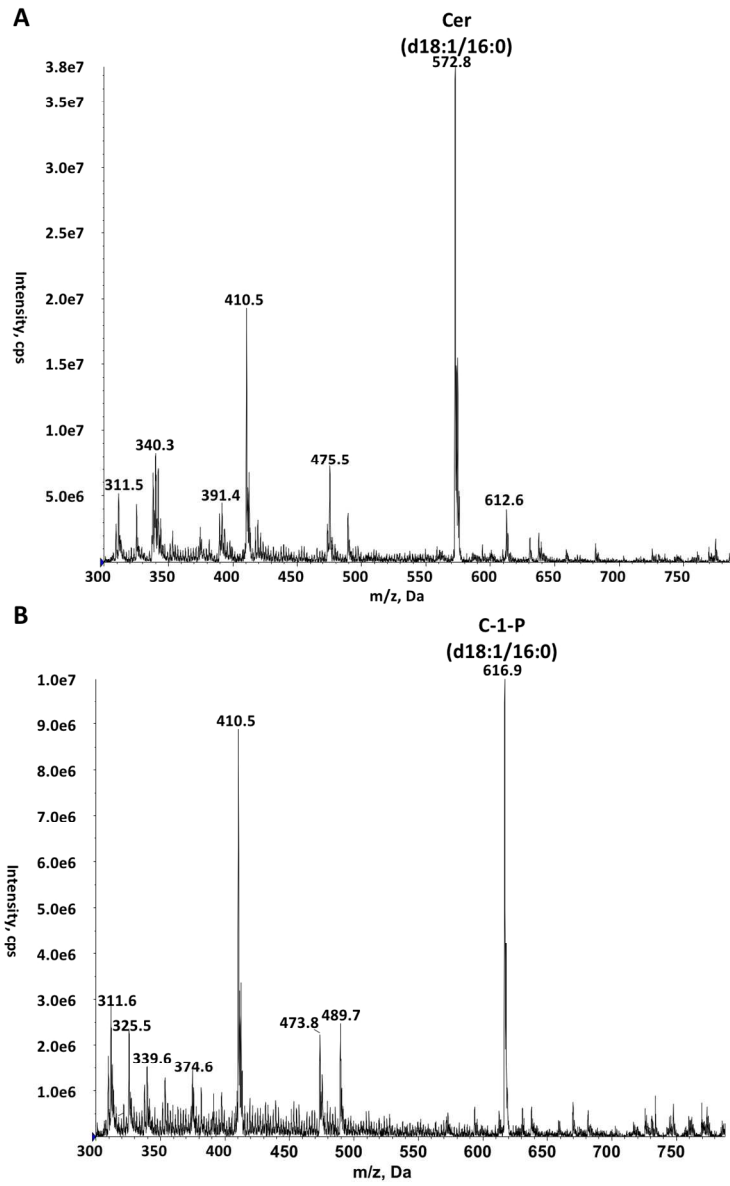 A
Cer
(d18:1/16:0)
572.8
3.8e7
3.5e7
3.0e7
2.5e7
2.0e7
1.5e7
1.0e7
5.0e6
Intensity, cps
410.5
340.3
311.5
391.4
475.5
612.6
300 350 400 450 500 550 600 650 700 750
m/z, Da
B
C-1-P
(d18:1/16:0)
616.9
1.0e7
9.0e6
8.0e6
7.0e6
6.0e6
5.0e6
4.0e6
3.0e6
2.0e6
1.0e6
Intensity, cps
410.5
311.6
325.5
339.6
374.6
473.8
489.7
300 350 400 450 500 550 600 650 700 750
m/z, Da